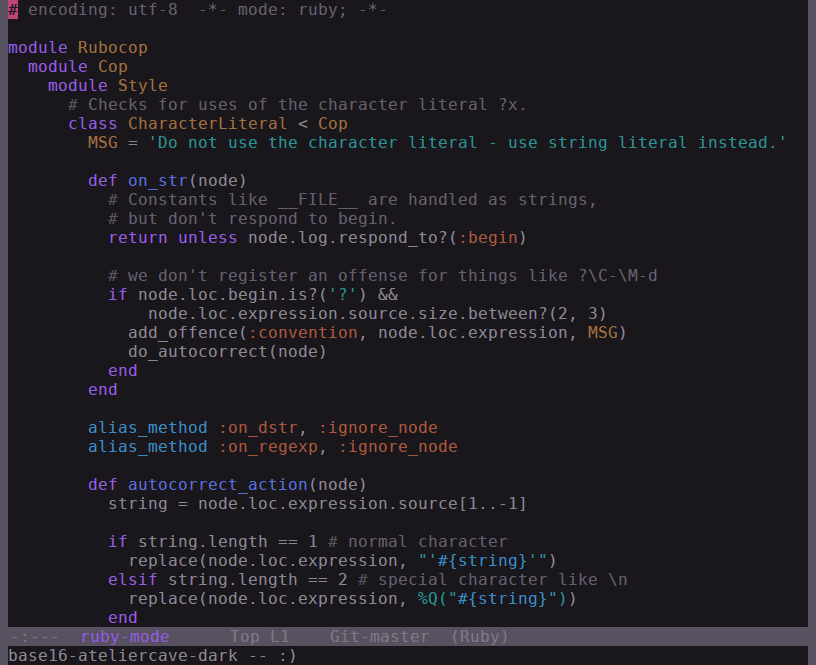 # encoding: utf-8  -*- mode: ruby; -*-
module Rubocop
module Cop
module Style
# Checks for uses of the character literal ?x.
class CharacterLiteral < Cop
MSG = 'Do not use the character literal - use string literal instead.'
def on_str(node)
# Constants like __FILE__ are handled as strings,
# but don't respond to begin.
return unless node.log.respond_to?(:begin)
# we don't register an offense for things like ?\C-\M-d
if node.loc.begin.is?('?') &&
node.loc.expression.source.size.between?(2, 3)
add_offence(:convention, node.loc.expression, MSG)
do_autocorrect(node)
end
end
alias_method :on_dstr, :ignore_node
alias_method :on_regexp, :ignore_node
def autocorrect_action(node)
string = node.loc.expression.source[1..-1]
if string.length == 1 # normal character
replace(node.loc.expression, "'#{string}'")
elsif string.length == 2 # special character like \n
replace(node.loc.expression, %Q("#{string}"))
end
-:---  ruby-mode      Top L1    Git-master  (Ruby)
base16-ateliercave-dark -- :)